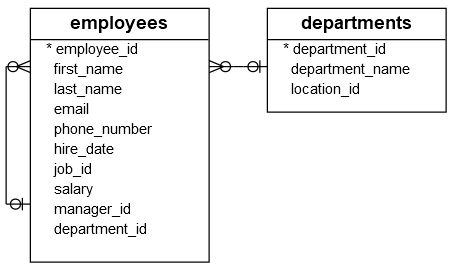 employees
* employee_id
first_name
last_name
email
phone_number
hire_date
job_id
salary
manager_id
department_id
departments
* department_id
department_name
location_id